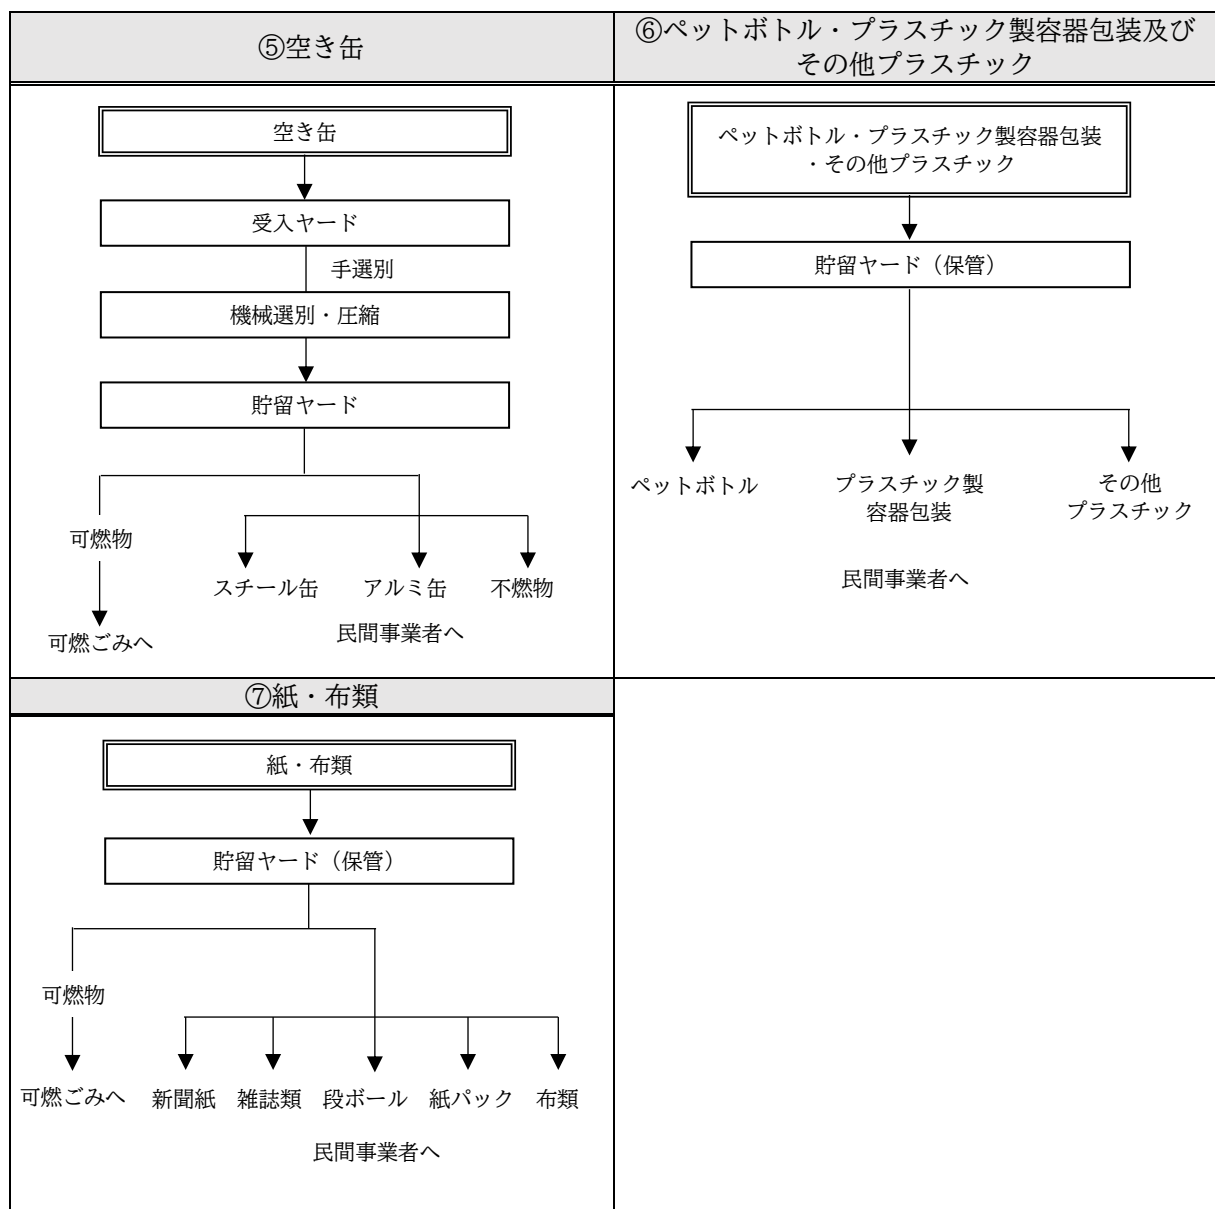 ⑤空き缶
空き缶
受入ヤード
手選別
機械選別・圧縮
貯留ヤード
可燃物
可燃ごみへ
スチール缶
アルミ缶
不燃物
民間事業者へ
⑥ペットボトル・プラスチック製容器包装及び
その他プラスチック
ペットボトル・プラスチック製容器包装
・その他プラスチック
貯留ヤード（保管）
ペットボトル
プラスチック製
容器包装
その他
プラスチック
民間事業者へ
⑦紙・布類
紙・布類
貯留ヤード（保管）
可燃物
可燃ごみへ
新聞紙
雑誌類
段ボール
紙パック
布類
民間事業者へ